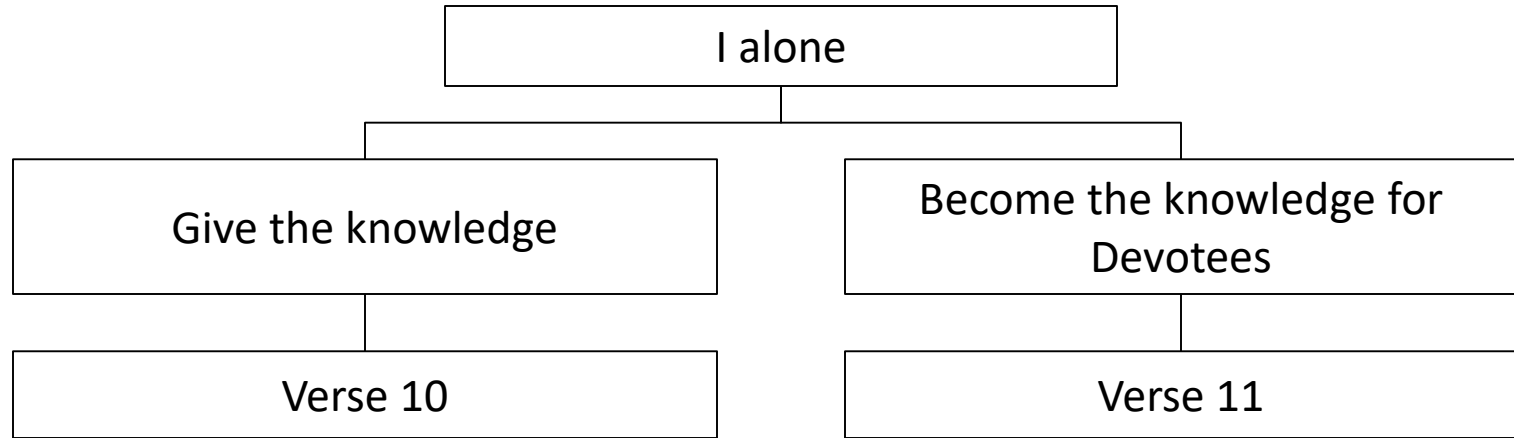 I alone
Give the knowledge
Become the knowledge for
Devotees
Verse 10
Verse 11